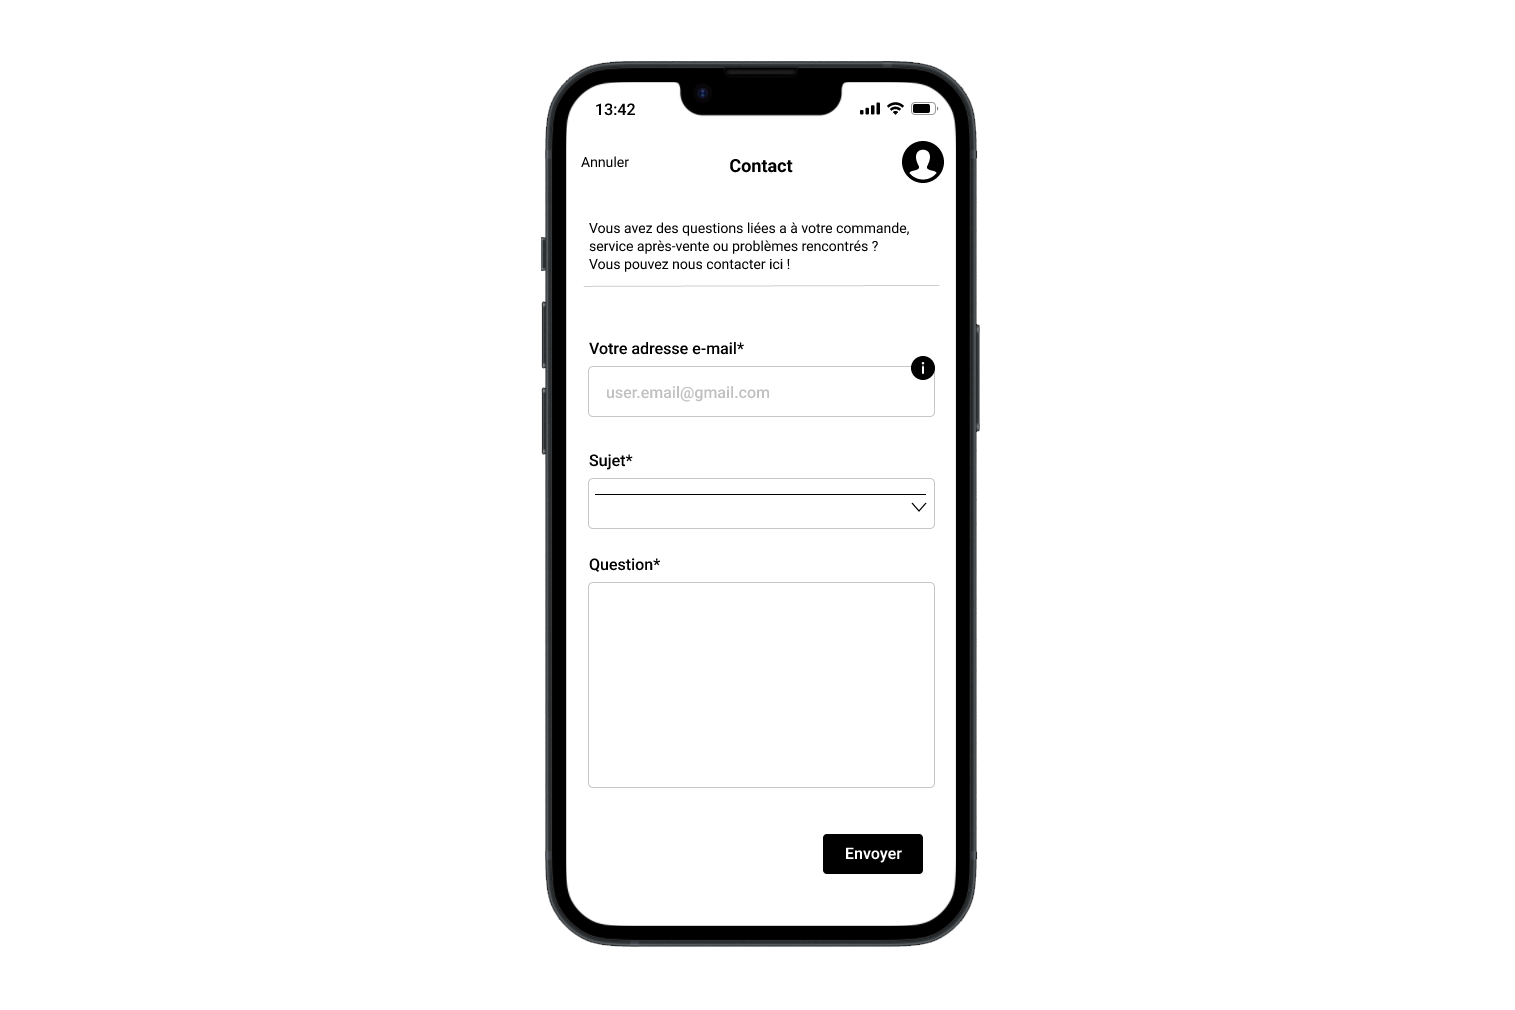 13:42
Annuler
Contact
Vous avez des questions liées a à votre commande,
service après-vente ou problèmes rencontrés ?
Vous pouvez nous contacter ici !
Votre adresse e-mail*
i
user.email@gmail.com
Sujet*
Question*
Envoyer